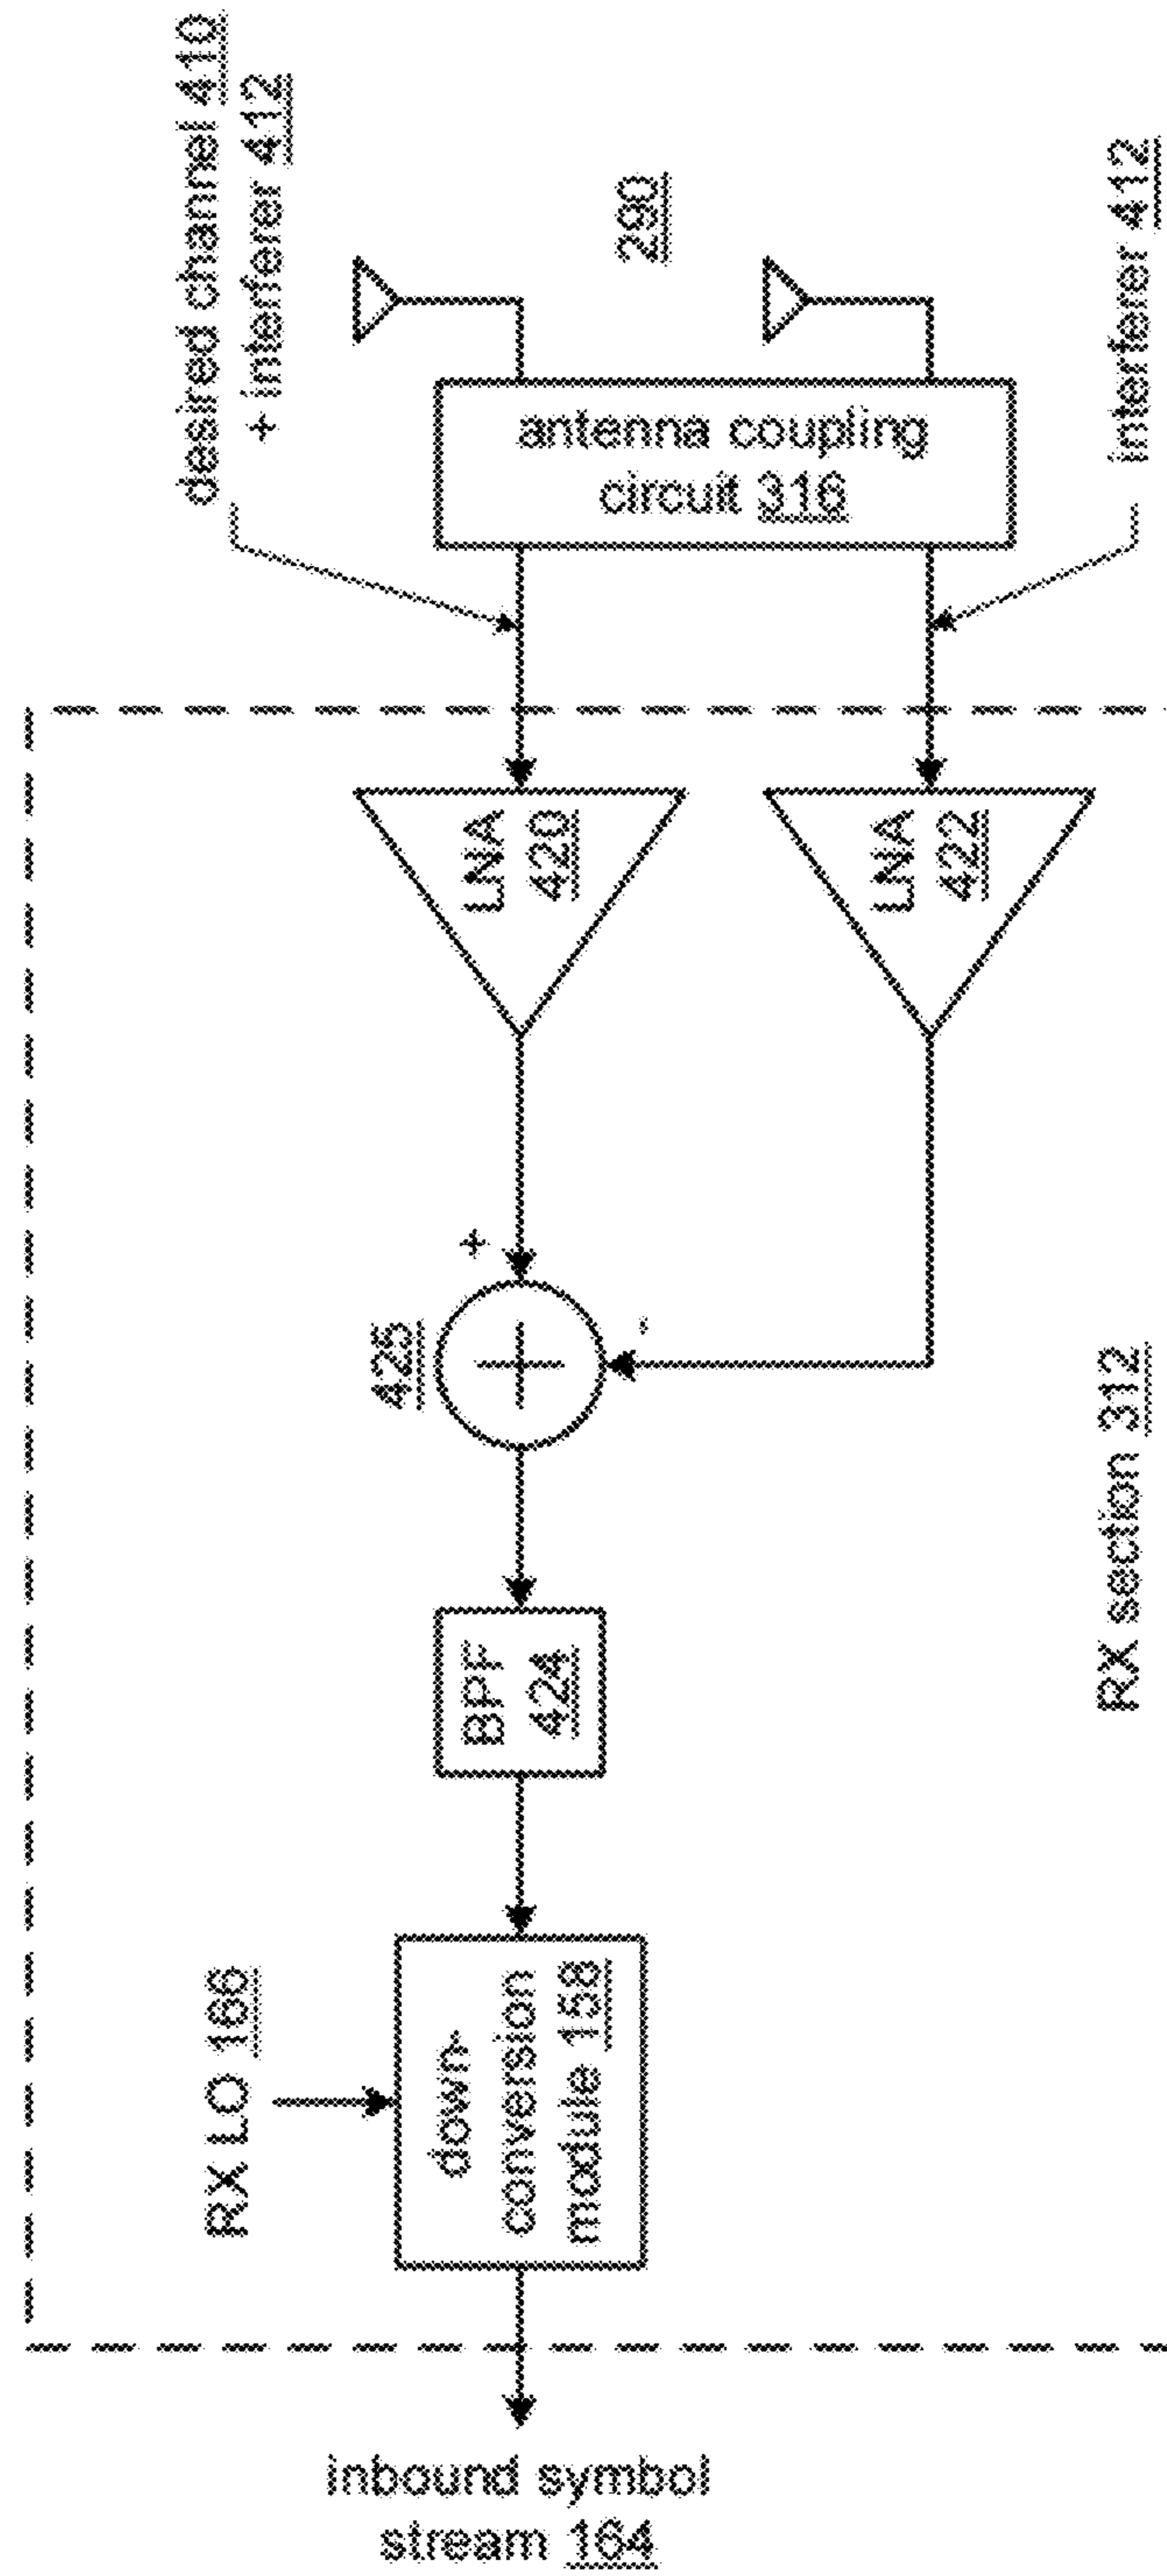 desired channel 410
+ interferer 412
290
antenna coupling
circuit 316
interferer 412
LNA
420
LNA
422
+
-
425
BPF
424
RX section 312
RX LO 166
down-
conversion
module 158
inbound symbol
stream 164